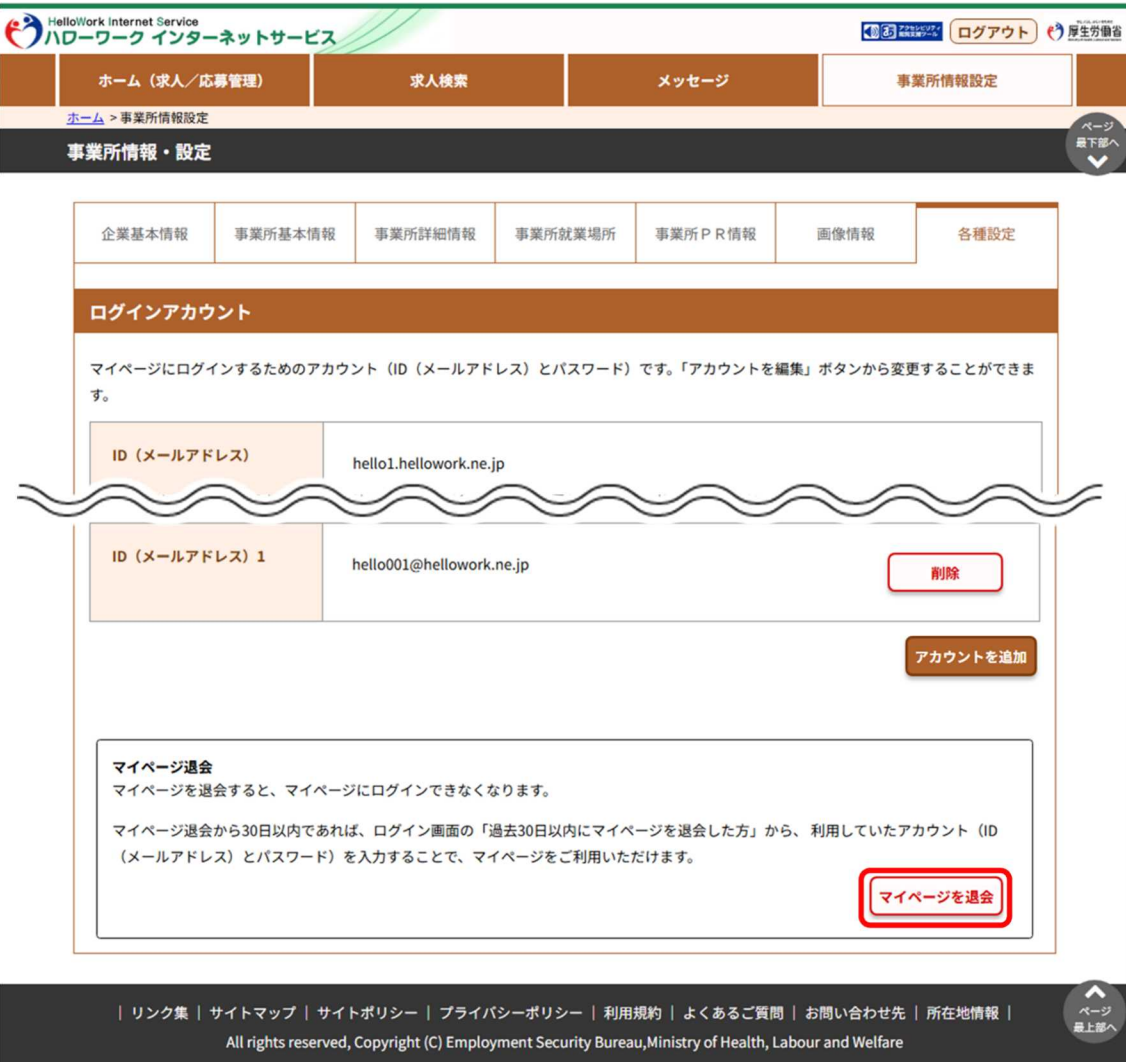 HelloWork Internet Service
ハローワーク インターネットサービス
ログアウト
厚生労働省
ホーム（求人／応募管理）
求人検索
メッセージ
事業所情報設定
ホーム > 事業所情報設定
ページ
最下部へ
事業所情報・設定
企業基本情報
事業所基本情報
事業所詳細情報
事業所就業場所
事業所ＰＲ情報
画像情報
各種設定
ログインアカウント
マイページにログインするためのアカウント（ID（メールアドレス）とパスワード）です。「アカウントを編集」ボタンから変更することができま
す。
ID（メールアドレス）
hello1.hellowork.ne.jp
ID（メールアドレス）1
hello001@hellowork.ne.jp
削除
アカウントを追加
マイページ退会
マイページを退会すると、マイページにログインできなくなります。
マイページ退会から30日以内であれば、ログイン画面の「過去30日以内にマイページを退会した方」から、 利用していたアカウント（ID
（メールアドレス）とパスワード）を入力することで、マイページをご利用いただけます。
マイページを退会
| リンク集 | サイトマップ | サイトポリシー | プライバシーポリシー | 利用規約 | よくあるご質問 | お問い合わせ先 | 所在地情報 |
ページ
最上部へ
All rights reserved, Copyright (C) Employment Security Bureau,Ministry of Health, Labour and Welfare